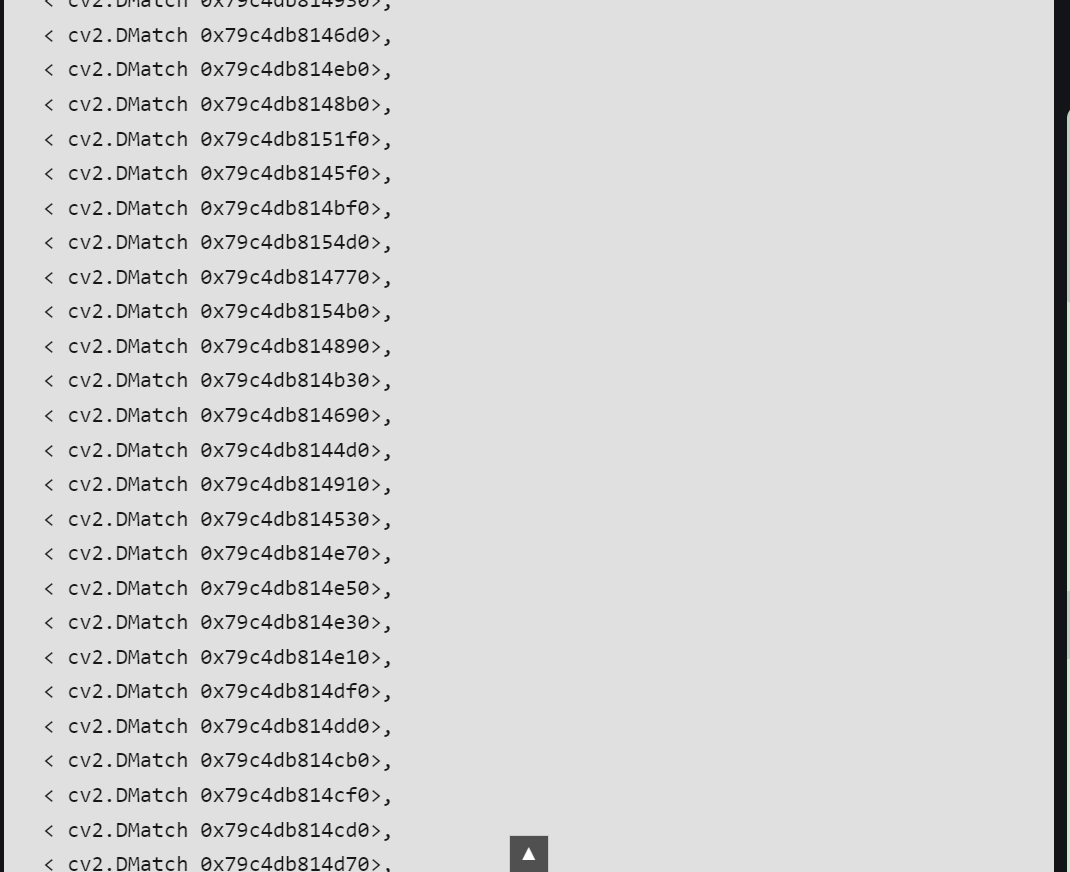 < cv2.DMatch 0x79c4db814930>,
< cv2.DMatch 0x79c4db8146d0>,
< cv2.DMatch 0x79c4db814eb0>,
< cv2.DMatch 0x79c4db8148b0>,
< cv2.DMatch 0x79c4db8151f0>,
< cv2.DMatch 0x79c4db8145f0>,
< cv2.DMatch 0x79c4db814bf0>,
< cv2.DMatch 0x79c4db8154d0>,
< cv2.DMatch 0x79c4db814770>,
< cv2.DMatch 0x79c4db8154b0>,
< cv2.DMatch 0x79c4db814890>,
< cv2.DMatch 0x79c4db814b30>,
< cv2.DMatch 0x79c4db814690>,
< cv2.DMatch 0x79c4db8144d0>,
< cv2.DMatch 0x79c4db814910>,
< cv2.DMatch 0x79c4db814530>,
< cv2.DMatch 0x79c4db814e70>,
< cv2.DMatch 0x79c4db814e50>,
< cv2.DMatch 0x79c4db814e30>,
< cv2.DMatch 0x79c4db814e10>,
< cv2.DMatch 0x79c4db814df0>,
< cv2.DMatch 0x79c4db814dd0>,
< cv2.DMatch 0x79c4db814cb0>,
< cv2.DMatch 0x79c4db814cf0>,
< cv2.DMatch 0x79c4db814cd0>,
< cv2.DMatch 0x79c4db814d70>,